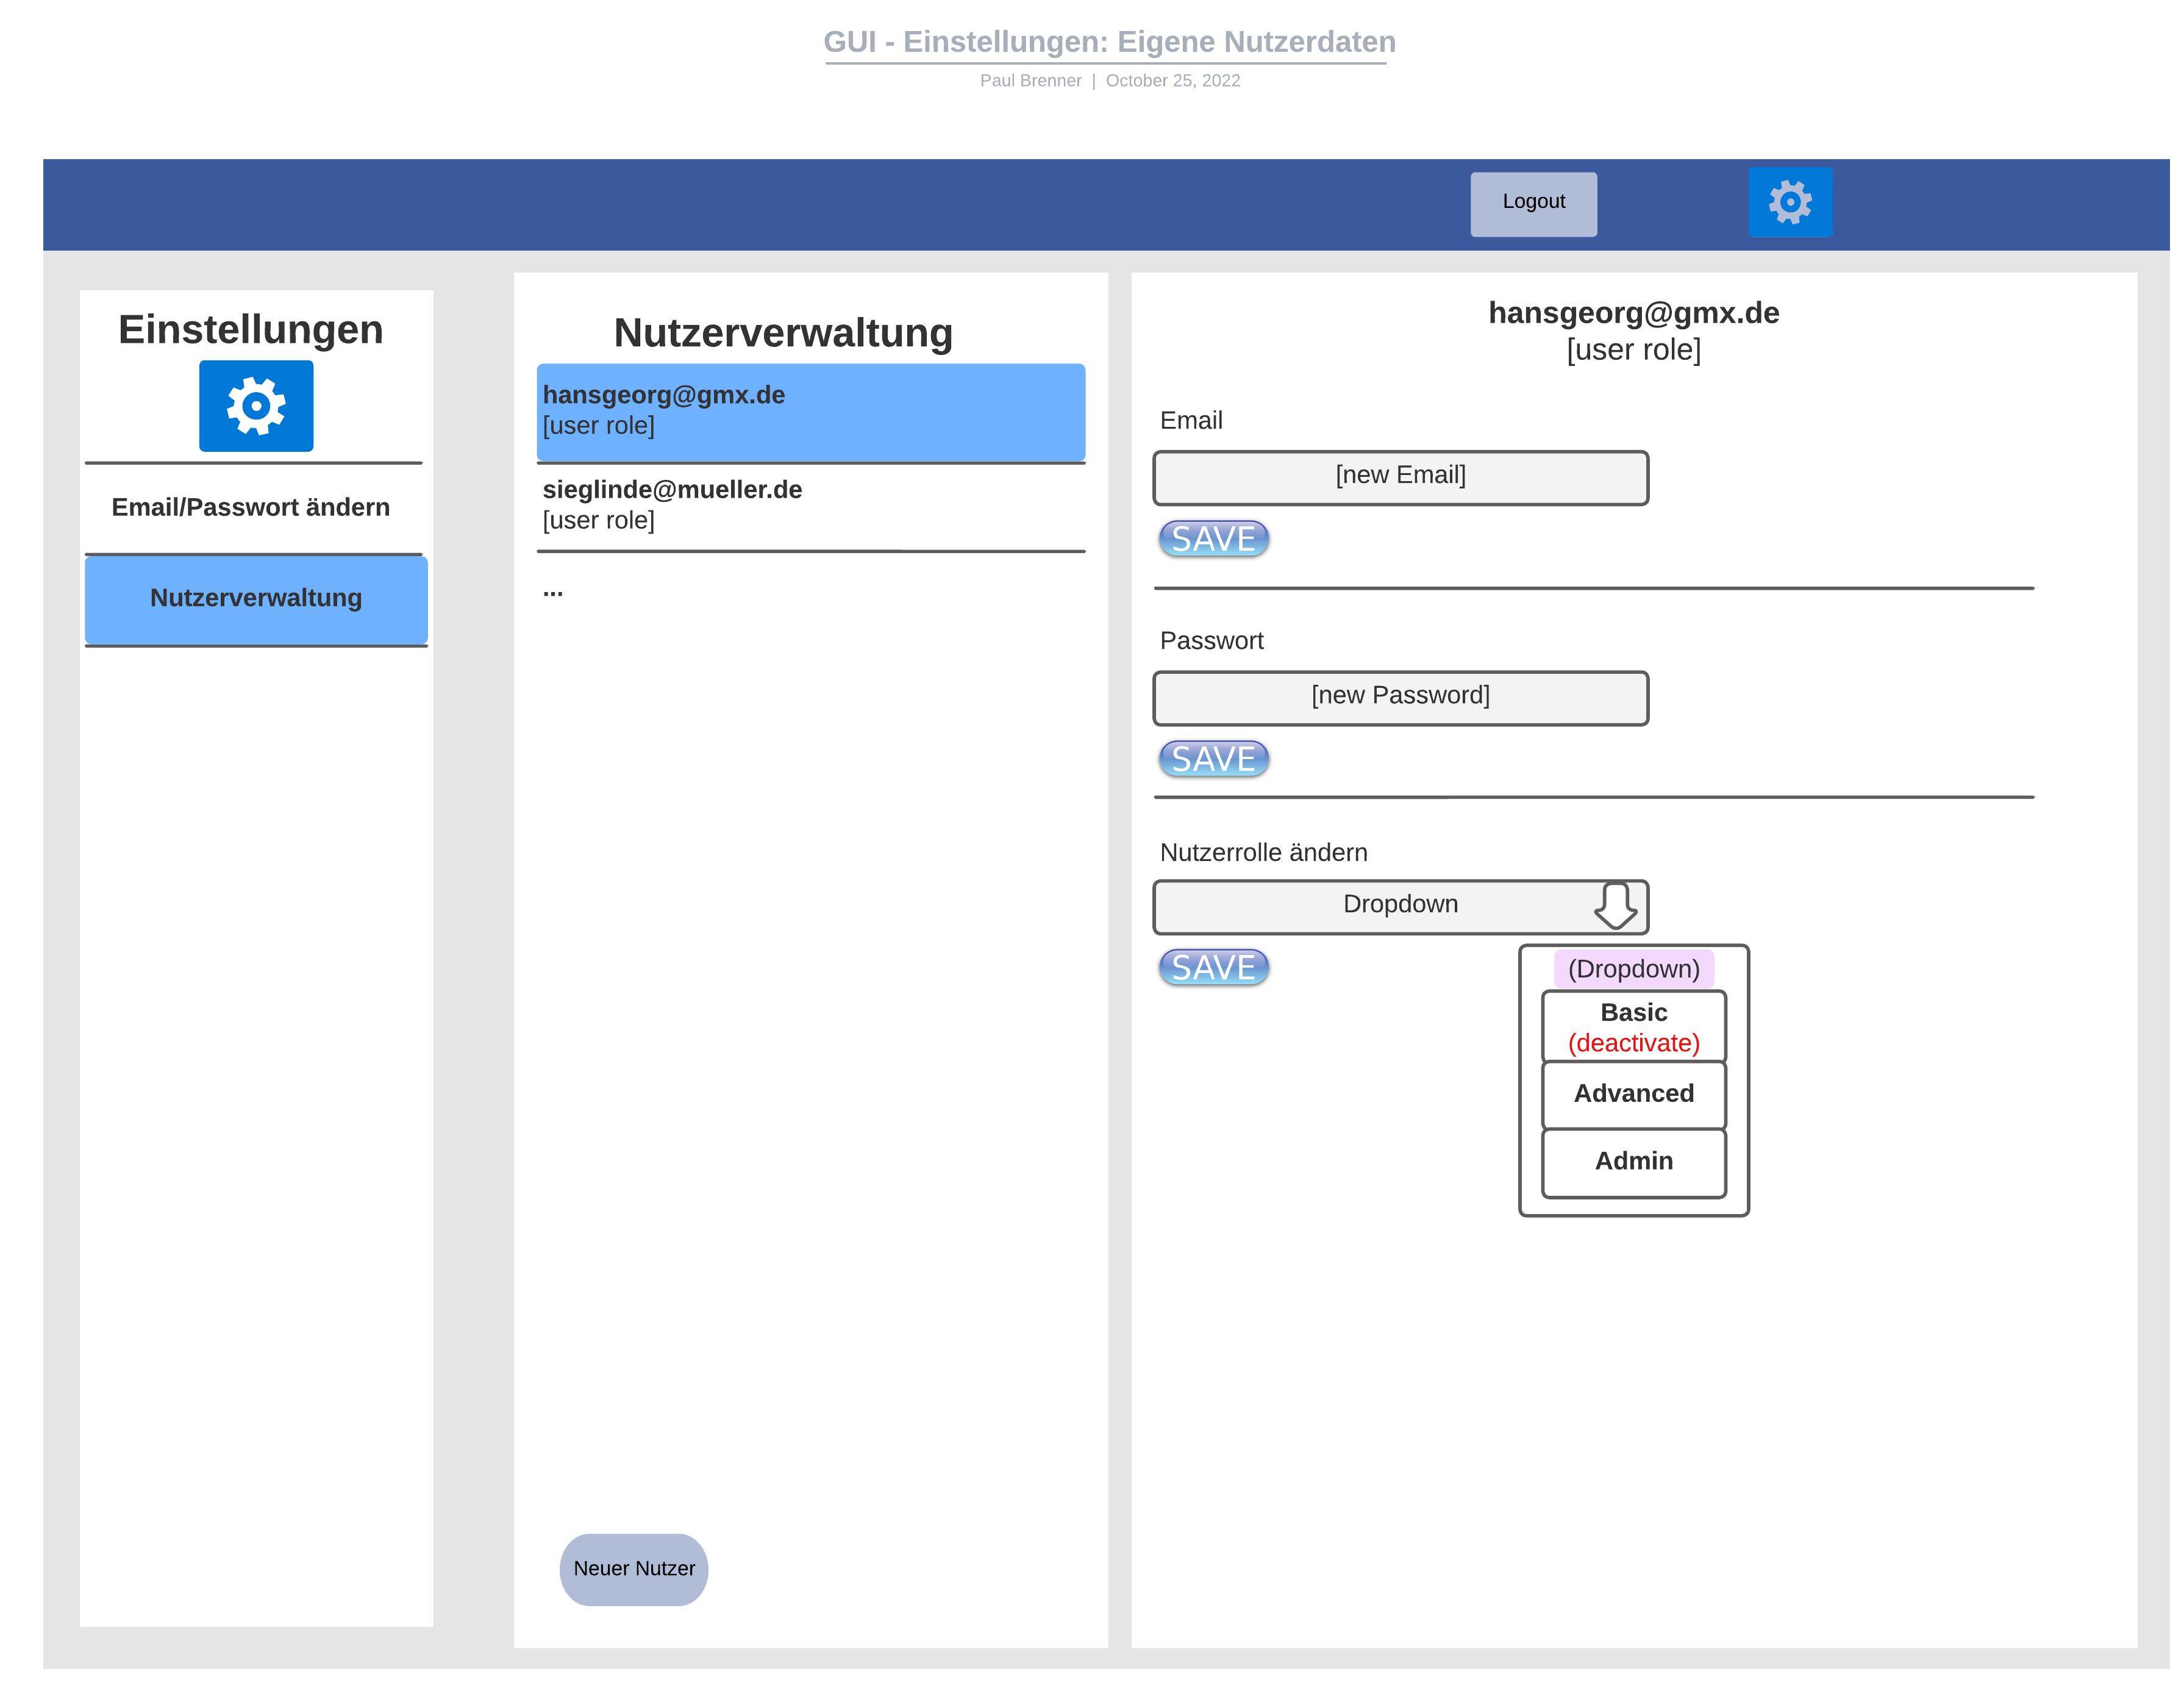 GUI - Einstellungen: Eigene Nutzerdaten
Paul Brenner | October 25, 2022
Logout
Einstellungen
Email/Passwort ändern
Nutzerverwaltung
Nutzerverwaltung
hansgeorg@gmx.de
[user role]
sieglinde@mueller.de
[user role]
...
Neuer Nutzer
hansgeorg@gmx.de
[user role]
Email
[new Email]
SAVE
Passwort
[new Password]
SAVE
Nutzerrolle ändern
Dropdown
SAVE
(Dropdown)
Basic
(deactivate)
Advanced
Admin